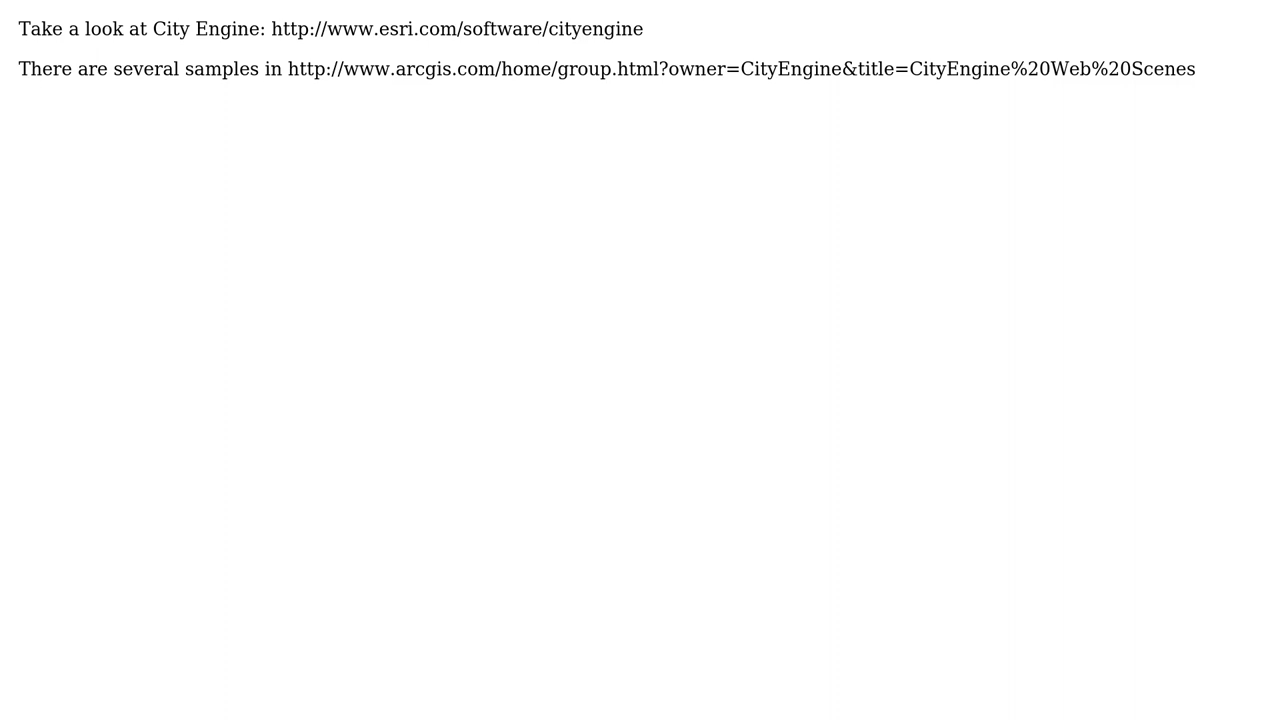 Take a look at City Engine: http://www.esri.com/software/cityengine
There are several samples in http://www.arcgis.com/home/group.html?owner=CityEngine&title=CityEngine%20Web%20Scenes